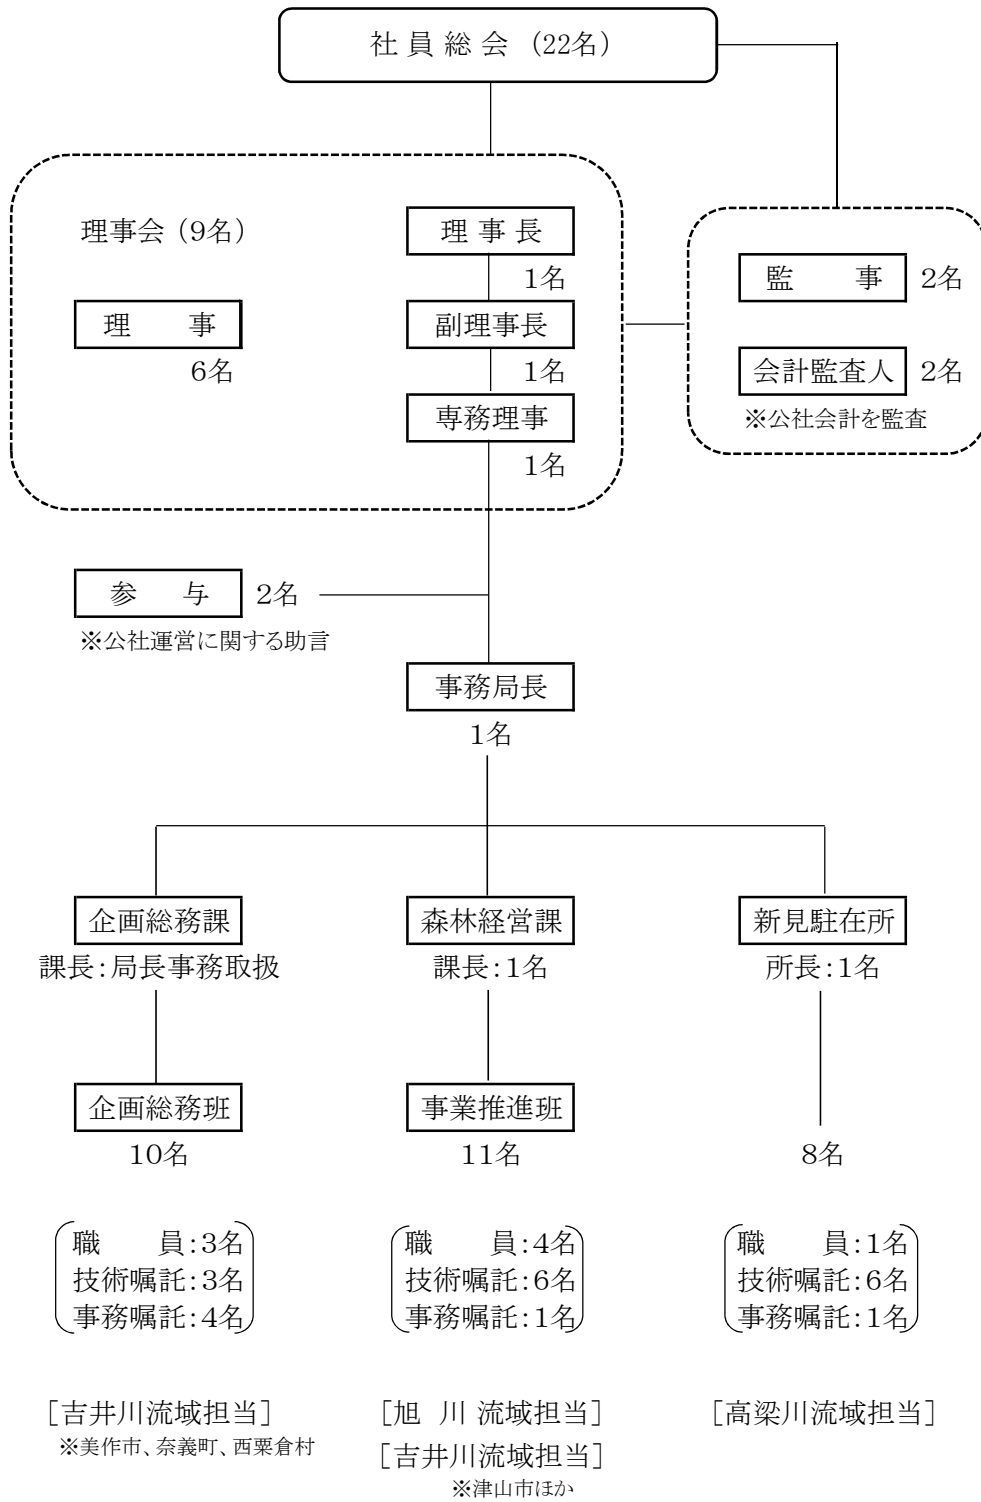 社 員 総 会 (22名)
理事会 (9名)
理 事 長
1名
監　　事 2名
理　　事
6名
副理事長
1名
会計監査人 2名
※公社会計を監査
専務理事
1名
参　　与 2名
※公社運営に関する助言
事務局長
1名
企画総務課
課長:局長事務取扱
森林経営課
課長:1名
新見駐在所
所長:1名
企画総務班
10名
事業推進班
11名
8名
職　　員:3名
技術嘱託:3名
事務嘱託:4名
職　　員:4名
技術嘱託:6名
事務嘱託:1名
職　　員:1名
技術嘱託:6名
事務嘱託:1名
[吉井川流域担当]
※美作市、奈義町、西粟倉村
[旭 川 流域担当]
[吉井川流域担当]
※津山市ほか
[高梁川流域担当]